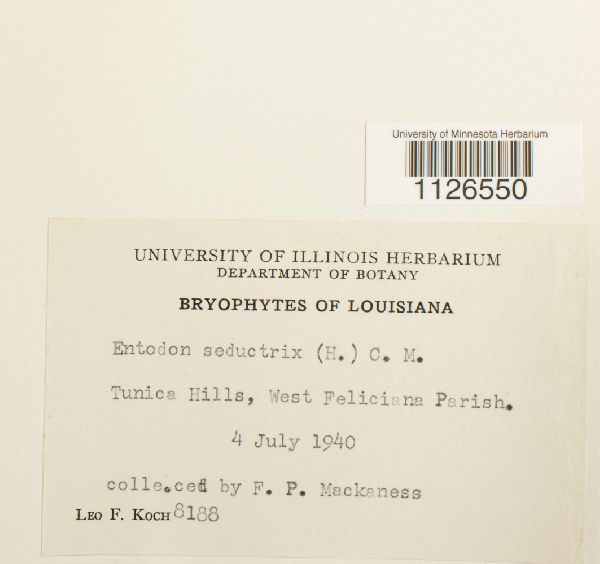 University of Minnesota Herbarium
1126550
UNIVERSITY OF ILLINOIS HERBARIUM
DEPARTMENT OF BOTANY
BRYOPHYTES OF LOUISIANA
Entodon seductrix (H.) C. M.
Tunica Hills, West Feliciana Parish.
4 July 1940
colle.ced by F. P. Mackaness
LEO F. KOCH 8188